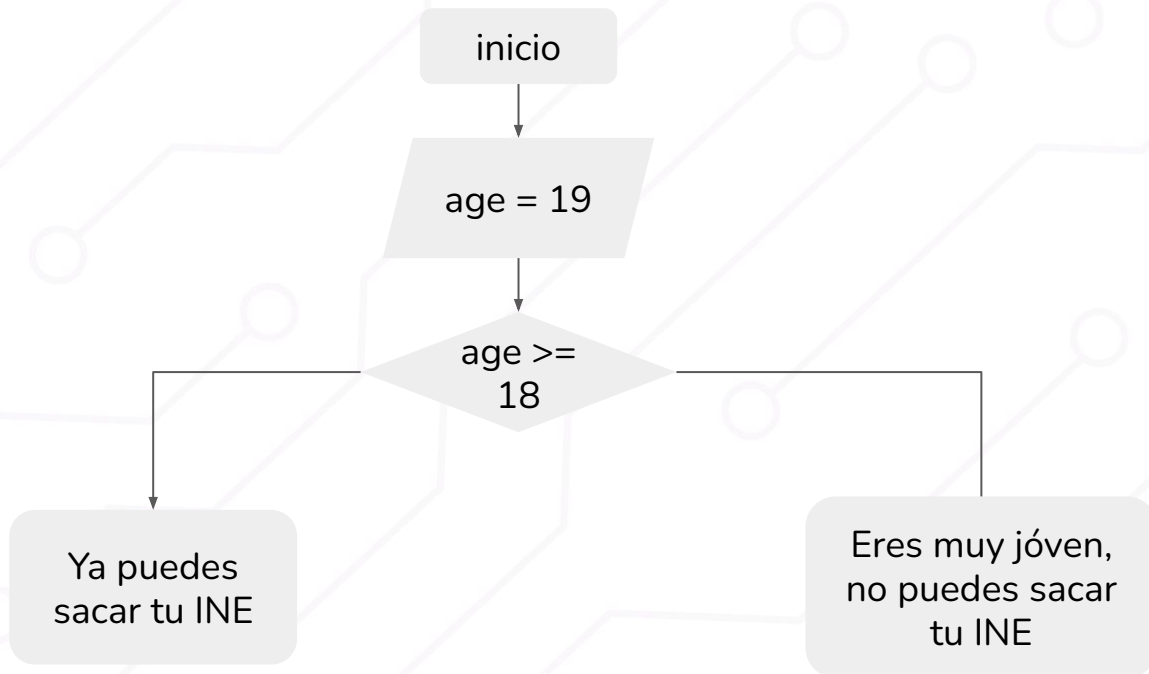 inicio
age = 19
age >=
18
Ya puedes
sacar tu INE
Eres muy jóven,
no puedes sacar
tu INE